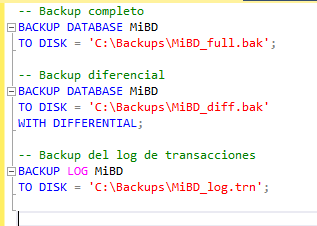 -- Backup completo
BACKUP DATABASE MiBD
TO DISK = 'C:\Backups\MiBD_full.bak';
-- Backup diferencial
BACKUP DATABASE MiBD
TO DISK = 'C:\Backups\MiBD_diff.bak'
WITH DIFFERENTIAL;
-- Backup del log de transacciones
BACKUP LOG MiBD
TO DISK = 'C:\Backups\MiBD_log.trn';